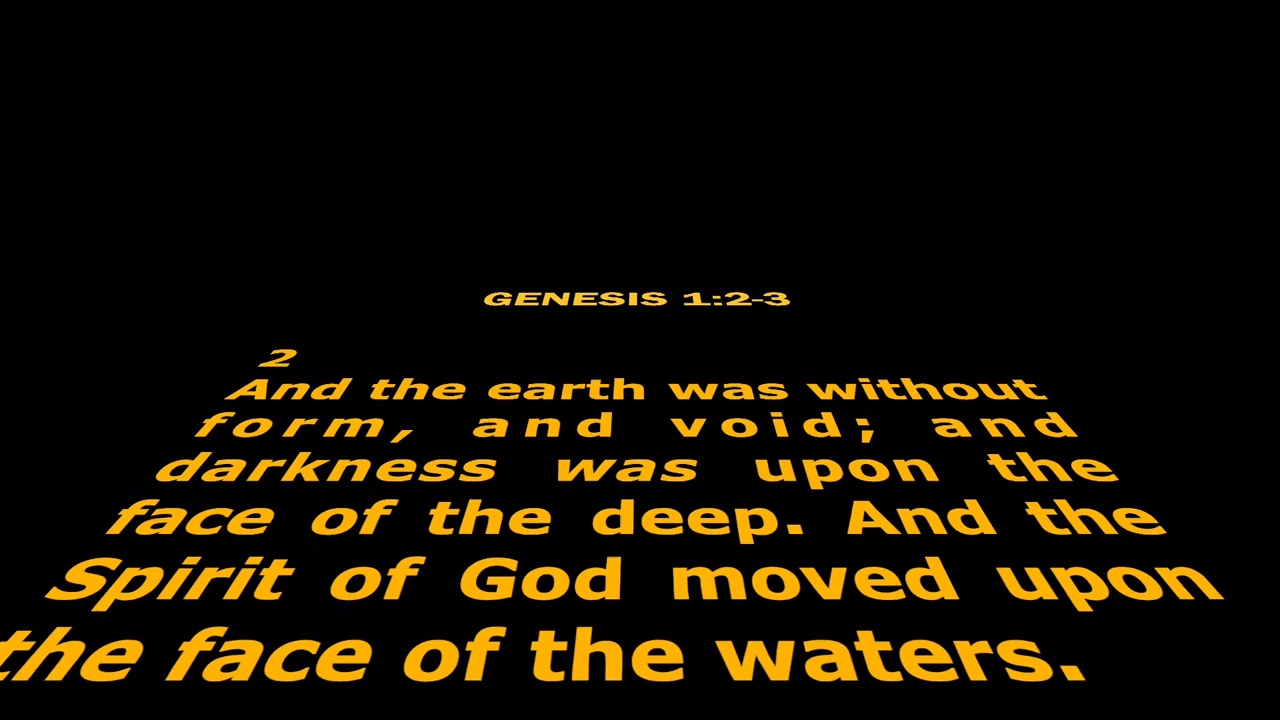 GENESIS 1:2-3
2
And the earth was without
form, and void; and
darkness was upon the
face of the deep. And the
Spirit of God moved upon
the face of the waters.